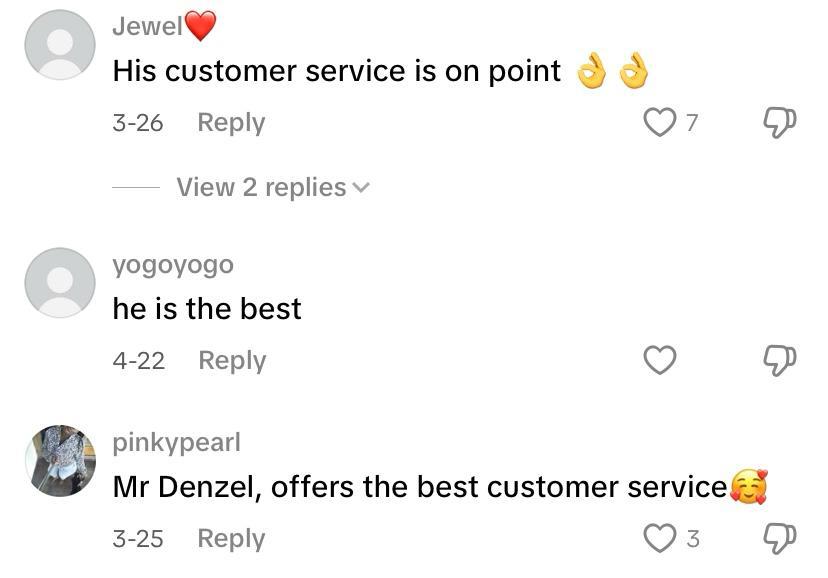 Jewel❤️
His customer service is on point 👌👌
3-26 Reply 7
View 2 replies
yogoyogo
he is the best
4-22 Reply
pinkypearl
Mr Denzel, offers the best customer service🥰
3-25 Reply 3